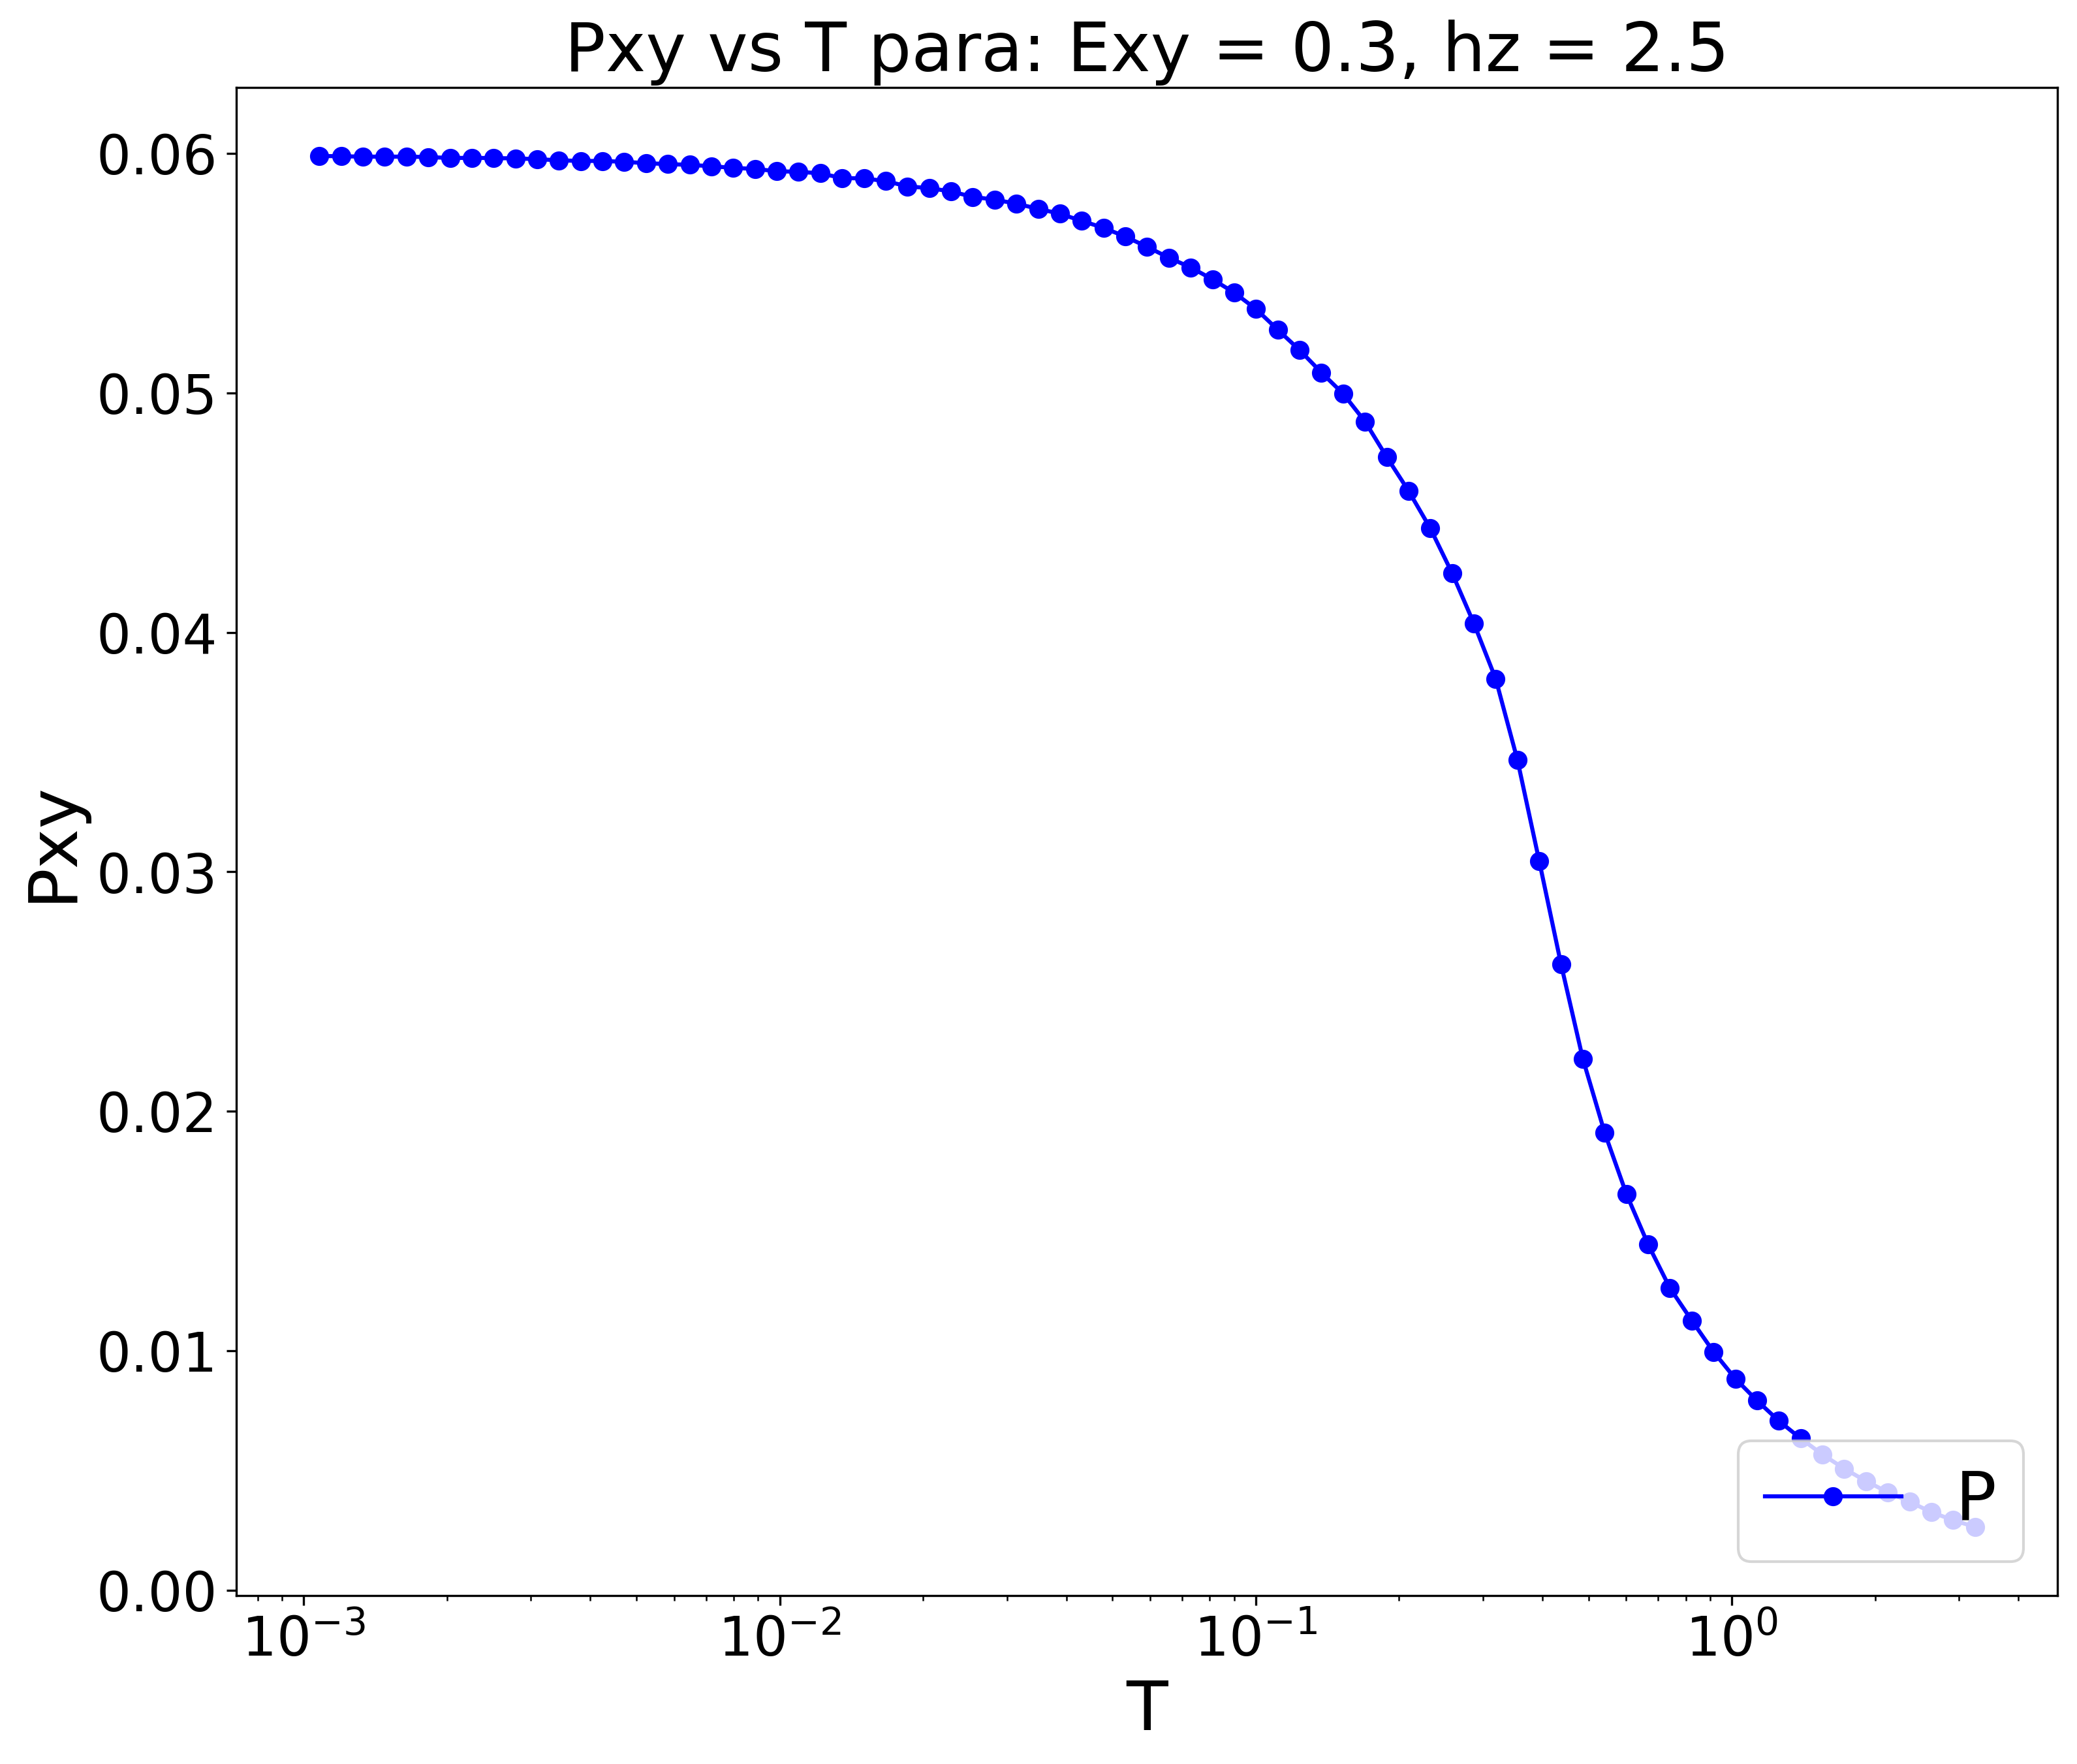 Pxy vs T para: Exy = 0.3, hz = 2.5
Pxy
0.06
0.05
0.04
0.03
0.02
0.01
0.00
10⁻³ 10⁻² 10⁻¹ 10⁰
T
P